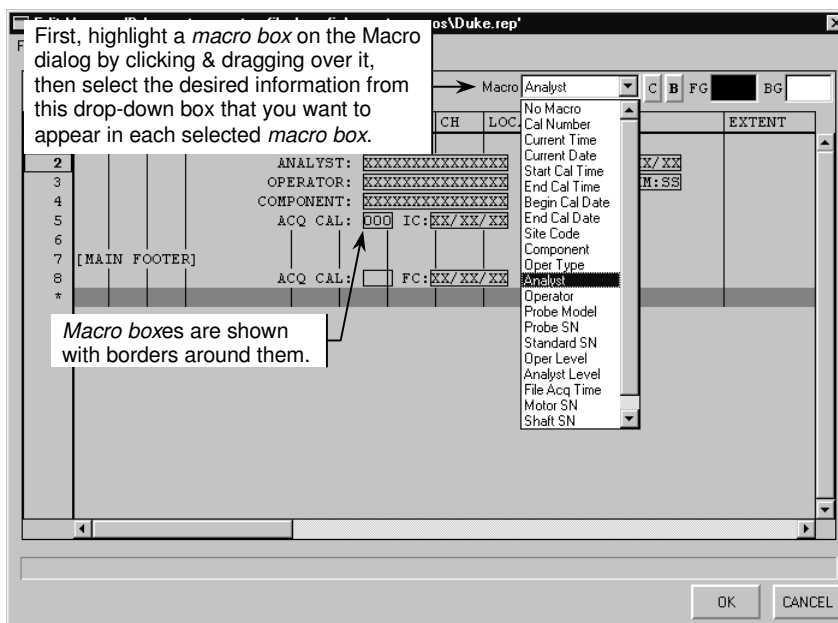 os\Duke.rep'
First, highlight a macro box on the Macro
dialog by clicking & dragging over it,
then select the desired information from
this drop-down box that you want to
appear in each selected macro box.
Macro Analyst C B FG BG
CH LOC EXTENT
2 ANALYST: XXXXXXXXXXXXXXX X/XX
3 OPERATOR: XXXXXXXXXXXXXXX M:SS
4 COMPONENT: XXXXXXXXXXXXXXX
5 ACQ CAL: 000 IC:XX/XX/XX
6
7 [MAIN FOOTER]
8 ACQ CAL: FC:XX/XX/XX
*
No Macro
Cal Number
Current Time
Current Date
Start Cal Time
End Cal Time
Begin Cal Date
End Cal Date
Site Code
Component
Oper Type
Analyst
Operator
Probe Model
Probe SN
Standard SN
Oper Level
Analyst Level
File Acq Time
Motor SN
Shaft SN
Macro boxes are shown
with borders around them.
OK CANCEL